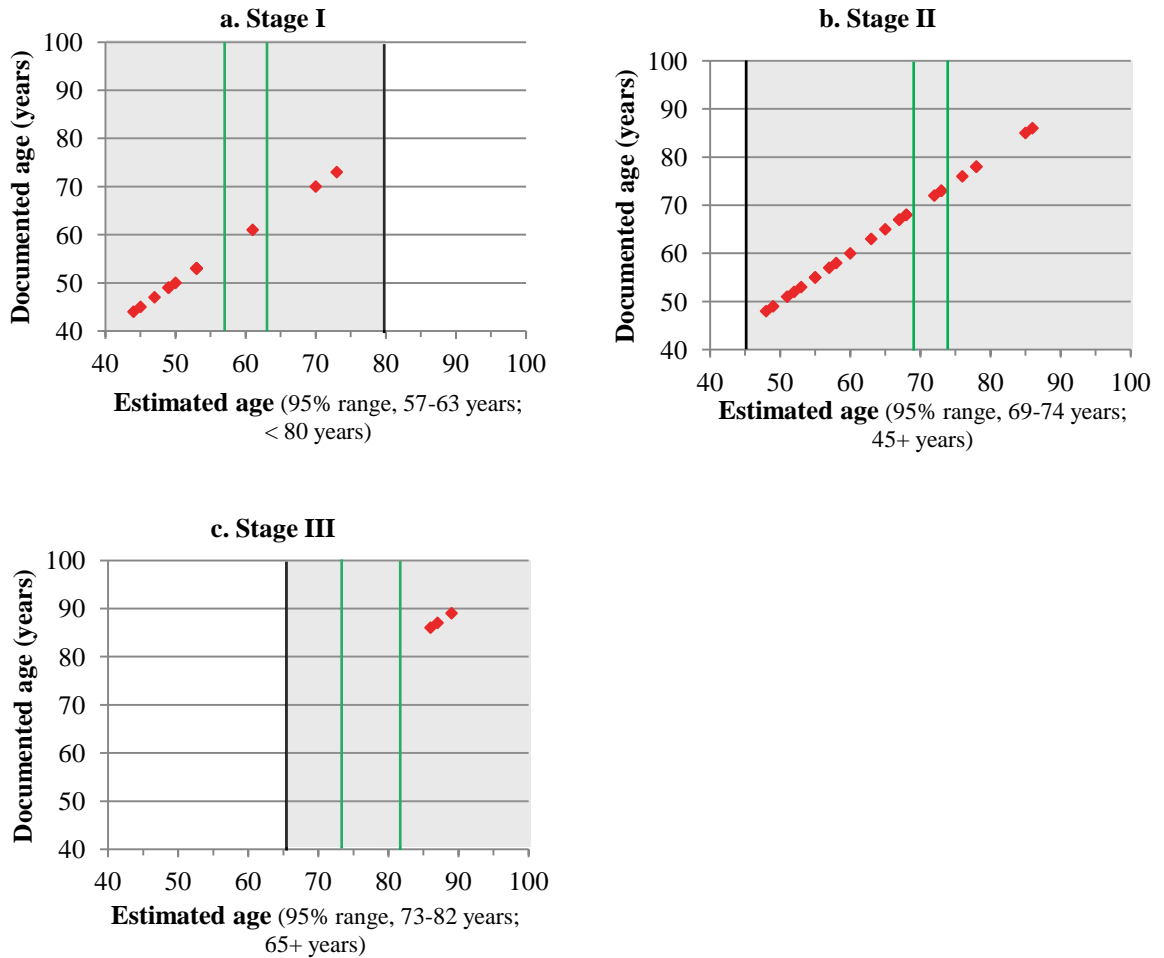 a. Stage I
100
90
80
70
60
50
40
Documented age (years)
40 50 60 70 80 90 100
Estimated age (95% range, 57-63 years;
< 80 years)
b. Stage II
100
90
80
70
60
50
40
Documented age (years)
40 50 60 70 80 90 100
Estimated age (95% range, 69-74 years;
45+ years)
c. Stage III
100
90
80
70
60
50
40
Documented age (years)
40 50 60 70 80 90 100
Estimated age (95% range, 73-82 years;
65+ years)